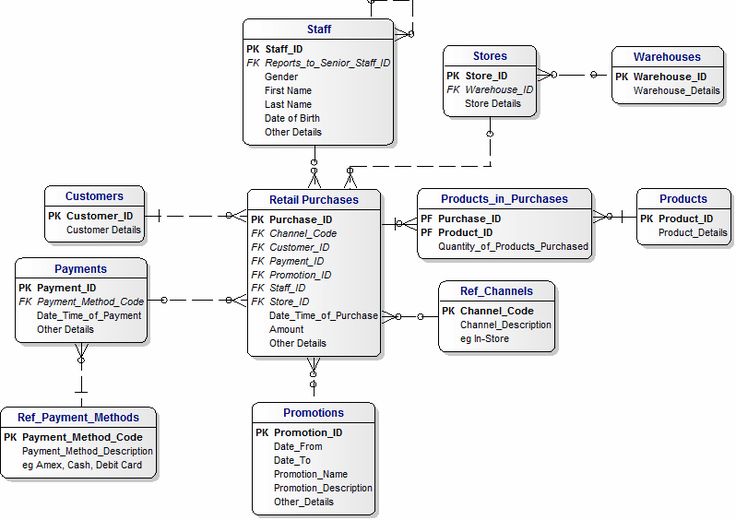 Staff
PK Staff_ID
FK Reports_to_Senior_Staff_ID
Gender
First Name
Last Name
Date of Birth
Other Details
Stores
PK Store_ID
FK Warehouse_ID
Store Details
Warehouses
PK Warehouse_ID
Warehouse_Details
Customers
PK Customer_ID
Customer Details
Retail Purchases
PK Purchase_ID
FK Channel_Code
FK Customer_ID
FK Payment_ID
FK Promotion_ID
FK Staff_ID
FK Store_ID
Date_Time_of_Purchase
Amount
Other Details
Products_in_Purchases
PF Purchase_ID
PF Product_ID
Quantity_of_Products_Purchased
Products
PK Product_ID
Product_Details
Payments
PK Payment_ID
FK Payment_Method_Code
Date_Time_of_Payment
Other Details
Ref_Channels
PK Channel_Code
Channel_Description
eg In-Store
Ref_Payment_Methods
PK Payment_Method_Code
Payment_Method_Description
eg Amex, Cash, Debit Card
Promotions
PK Promotion_ID
Date_From
Date_To
Promotion_Name
Promotion_Description
Other_Details